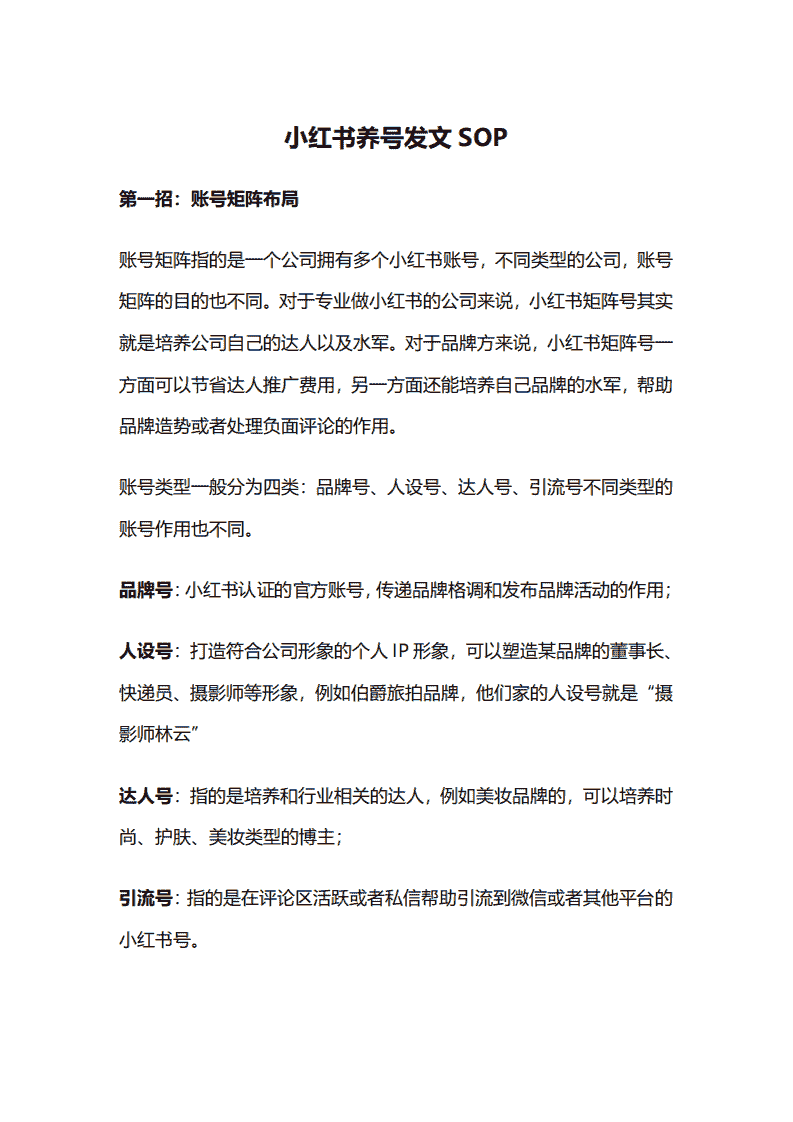 小红书养号发文 SOP
第一招：账号矩阵布局
账号矩阵指的是一个公司拥有多个小红书账号，不同类型的公司，账号
矩阵的目的也不同。对于专业做小红书的公司来说，小红书矩阵号其实
就是培养公司自己的达人以及水军。对于品牌方来说，小红书矩阵号一
方面可以节省达人推广费用，另一方面还能培养自己品牌的水军，帮助
品牌造势或者处理负面评论的作用。
账号类型一般分为四类：品牌号、人设号、达人号、引流号不同类型的
账号作用也不同。
品牌号：小红书认证的官方账号，传递品牌格调和发布品牌活动的作用；
人设号：打造符合公司形象的个人 IP 形象，可以塑造某品牌的董事长、
快递员、摄影师等形象，例如伯爵旅拍品牌，他们家的人设号就是“摄
影师林云”
达人号：指的是培养和行业相关的达人，例如美妆品牌的，可以培养时
尚、护肤、美妆类型的博主；
引流号：指的是在评论区活跃或者私信帮助引流到微信或者其他平台的
小红书号。